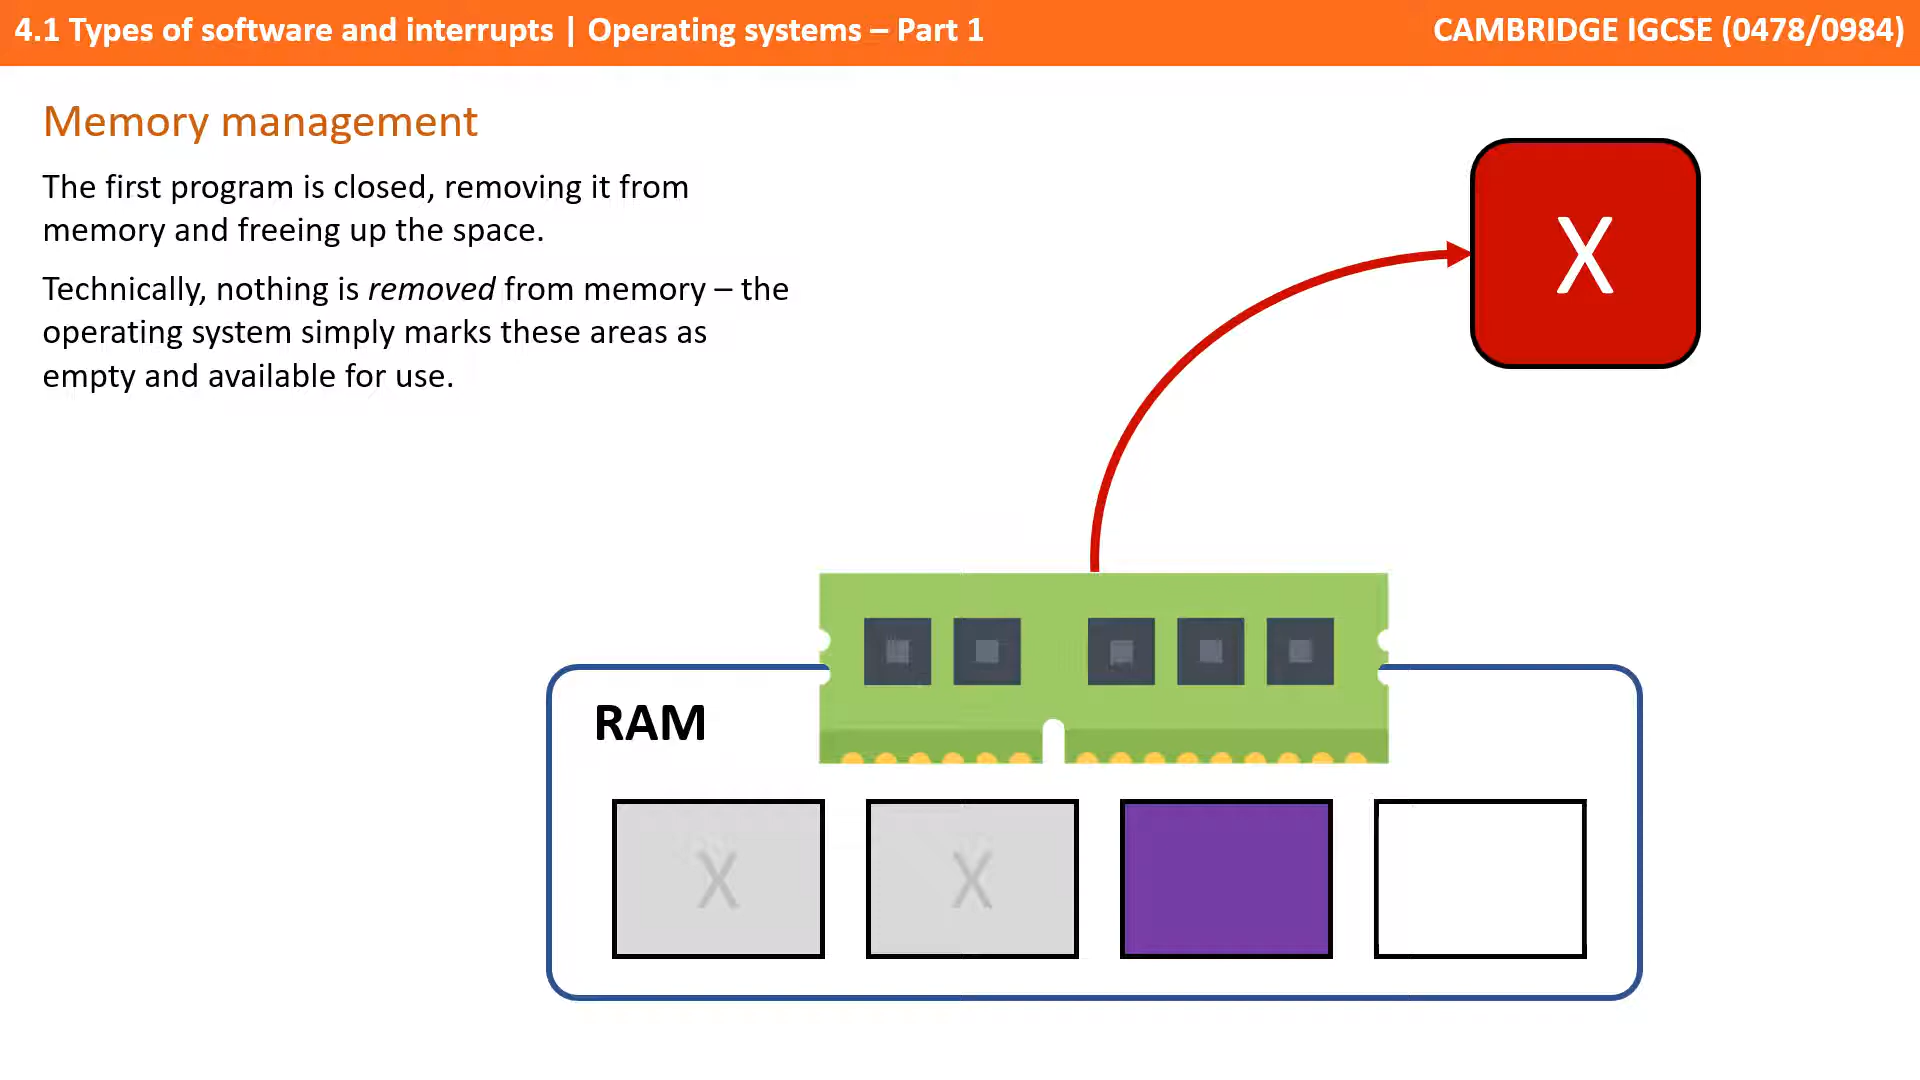 4.1 Types of software and interrupts | Operating systems – Part 1
CAMBRIDGE IGCSE (0478/0984)
Memory management
The first program is closed, removing it from
memory and freeing up the space.
Technically, nothing is removed from memory – the
operating system simply marks these areas as
empty and available for use.
X
RAM
X
X